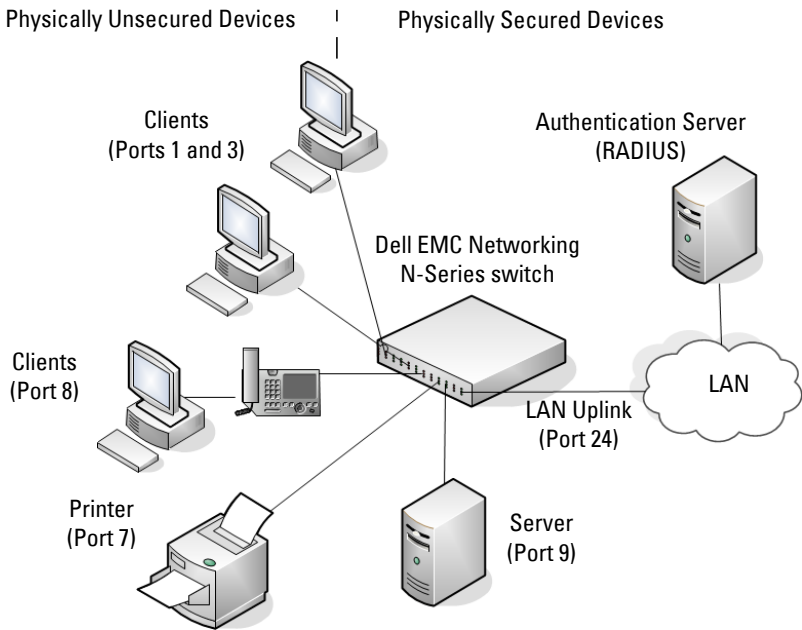 Physically Unsecured Devices
Physically Secured Devices
Clients
(Ports 1 and 3)
Authentication Server
(RADIUS)
Dell EMC Networking
N-Series switch
Clients
(Port 8)
LAN
LAN Uplink
(Port 24)
Printer
(Port 7)
Server
(Port 9)